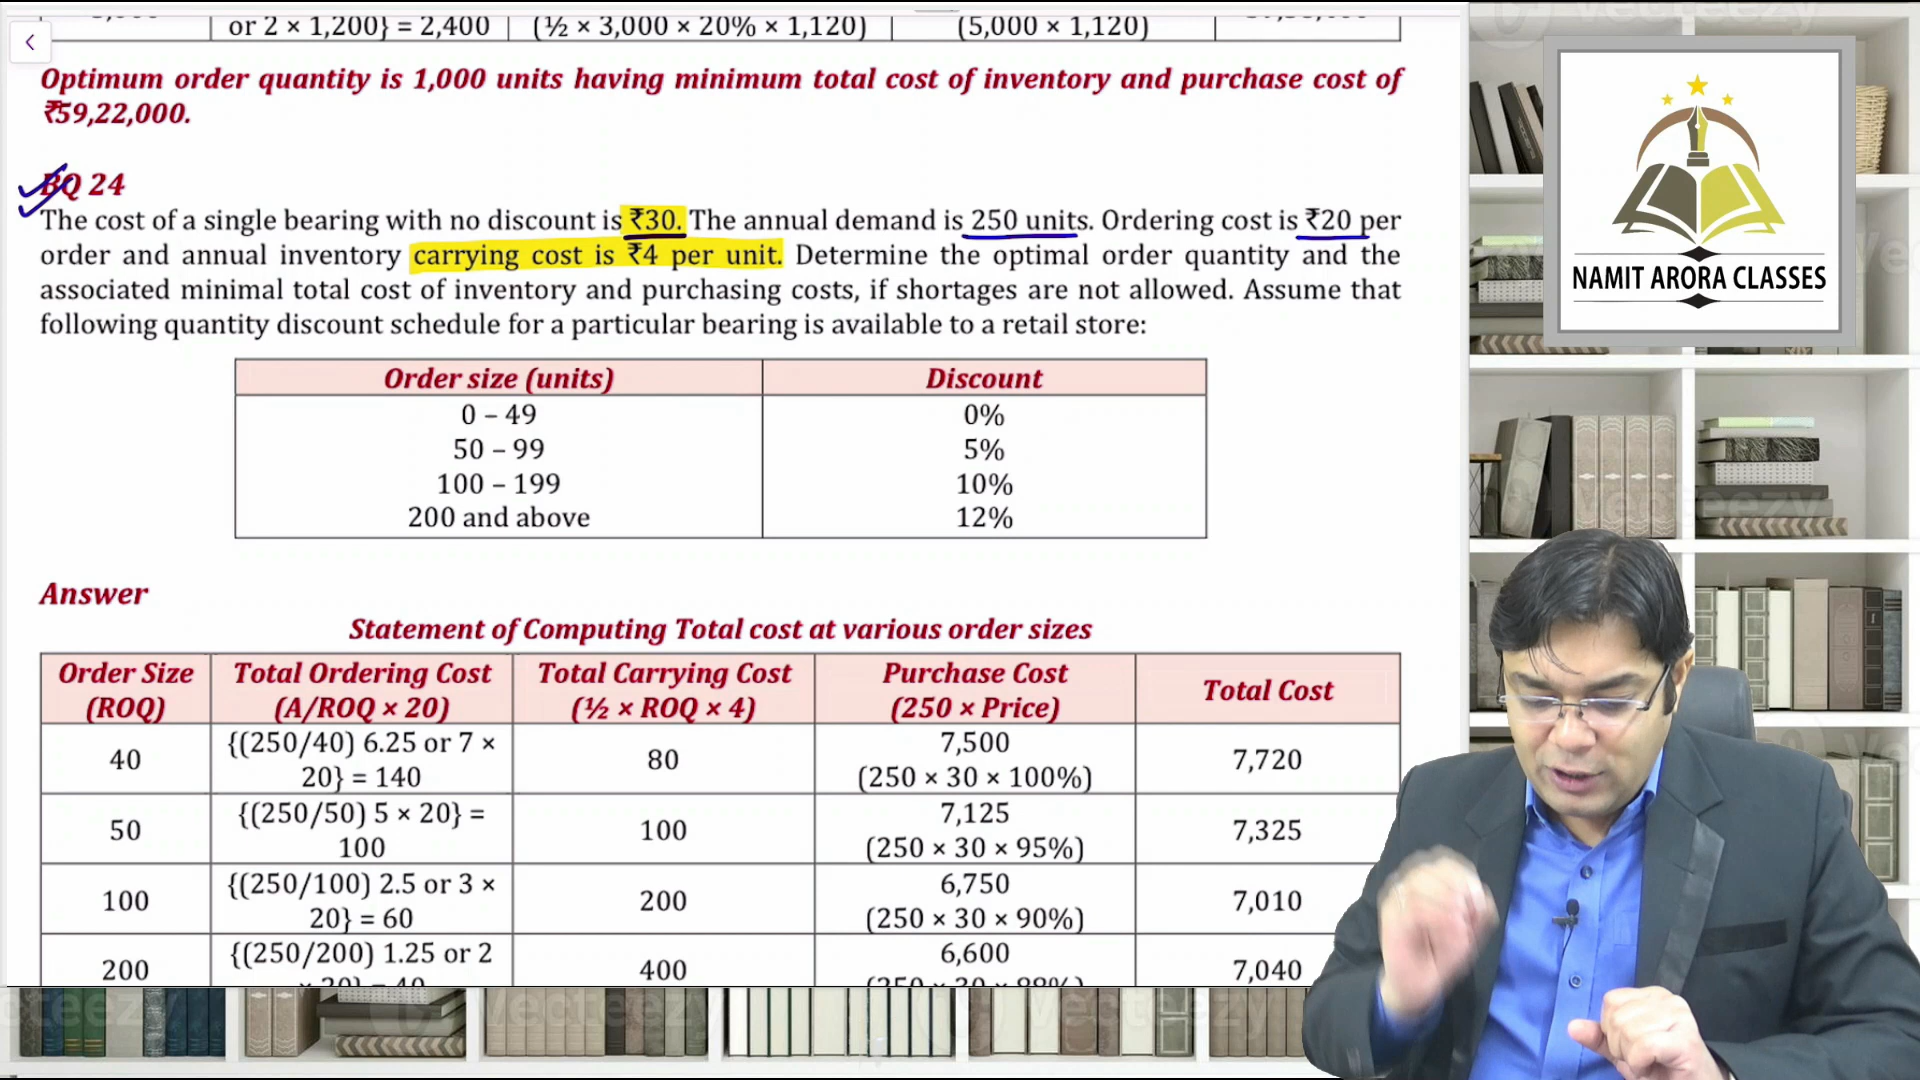 or 2 × 1,200} = 2,400
(½ × 3,000 × 20% × 1,120)
(5,000 × 1,120)
Optimum order quantity is 1,000 units having minimum total cost of inventory and purchase cost of
₹59,22,000.
BQ 24
The cost of a single bearing with no discount is ₹30. The annual demand is 250 units. Ordering cost is ₹20 per
order and annual inventory carrying cost is ₹4 per unit. Determine the optimal order quantity and the
associated minimal total cost of inventory and purchasing costs, if shortages are not allowed. Assume that
following quantity discount schedule for a particular bearing is available to a retail store:
Order size (units) Discount
0 – 49 0%
50 – 99 5%
100 – 199 10%
200 and above 12%
Answer
Statement of Computing Total cost at various order sizes
Order Size (ROQ)
Total Ordering Cost (A/ROQ × 20)
Total Carrying Cost (½ × ROQ × 4)
Purchase Cost (250 × Price)
Total Cost
40
{(250/40) 6.25 or 7 ×
20} = 140
80
7,500
(250 × 30 × 100%)
7,720
50
{(250/50) 5 × 20} =
100
100
7,125
(250 × 30 × 95%)
7,325
100
{(250/100) 2.5 or 3 ×
20} = 60
200
6,750
(250 × 30 × 90%)
7,010
200
{(250/200) 1.25 or 2
400
6,600
7,040
NAMIT ARORA CLASSES